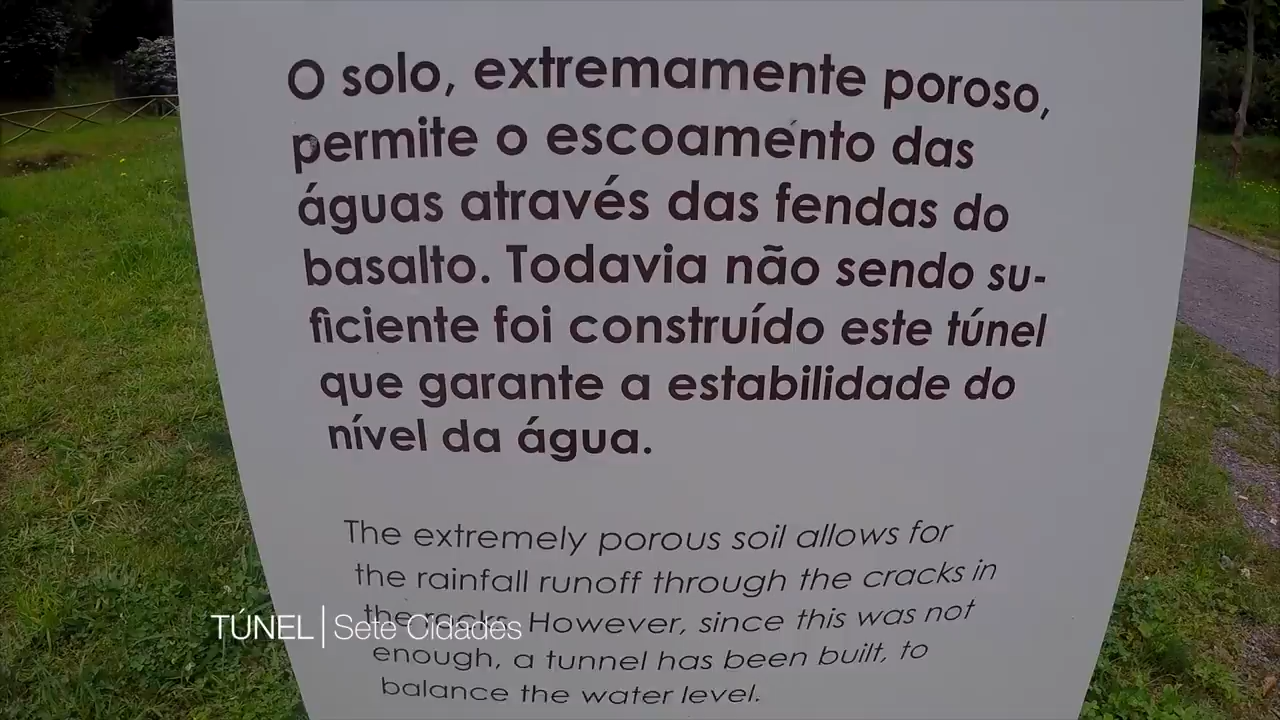 O solo, extremamente poroso,
permite o escoamento das
águas através das fendas do
basalto. Todavia não sendo su-
ficiente foi construído este túnel
que garante a estabilidade do
nível da água.
The extremely porous soil allows for
the rainfall runoff through the cracks in
the rocks. However, since this was not
enough, a tunnel has been built, to
balance the water level.
TÚNEL | Sete Cidades